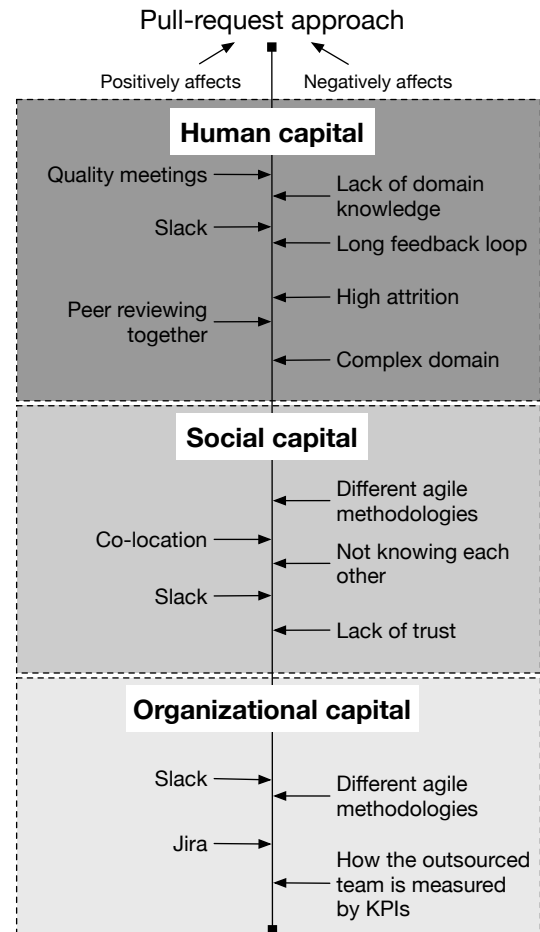 Pull-request approach
Positively affects
Negatively affects
Human capital
Quality meetings
Lack of domain
knowledge
Slack
Long feedback loop
High attrition
Peer reviewing
together
Complex domain
Social capital
Different agile
methodologies
Co-location
Not knowing each
other
Slack
Lack of trust
Organizational capital
Slack
Different agile
methodologies
Jira
How the outsourced
team is measured
by KPIs